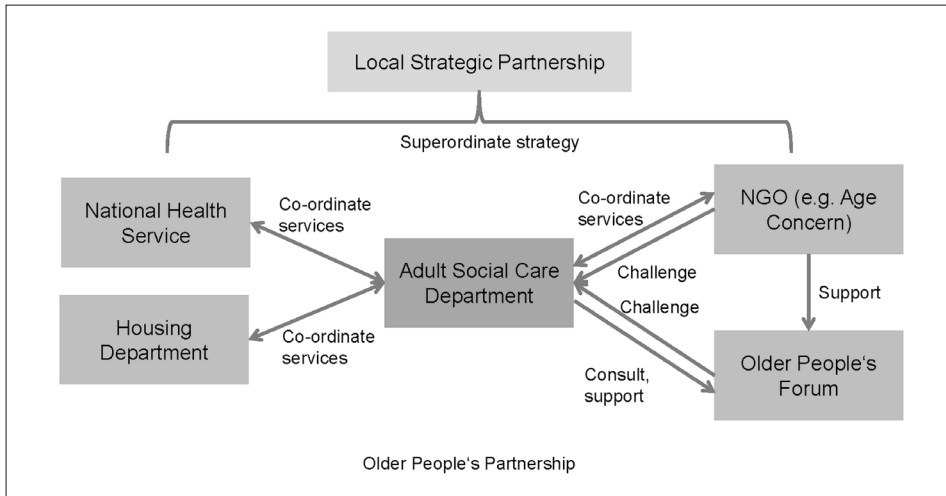 Local Strategic Partnership
Superordinate strategy
National Health
Service
Co-ordinate
services
Co-ordinate
services
NGO (e.g. Age
Concern)
Adult Social Care
Department
Challenge
Challenge
Support
Housing
Department
Co-ordinate
services
Consult,
support
Older People‘s
Forum
Older People‘s Partnership